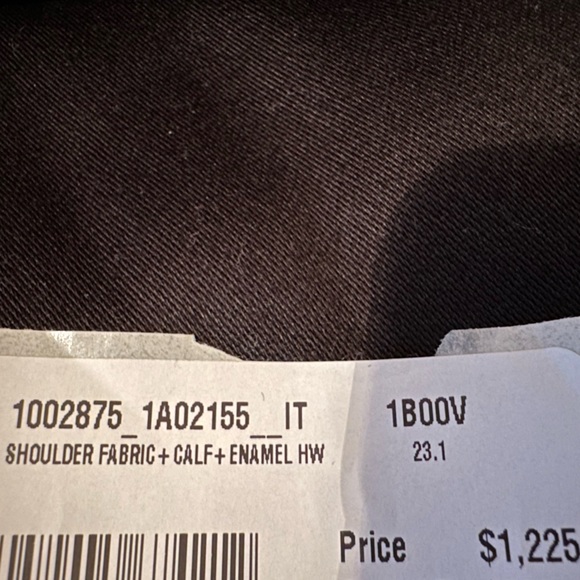 1002875_1A02155__IT 1B00V
SHOULDER FABRIC+CALF+ENAMEL HW 23.1
Price $1,225